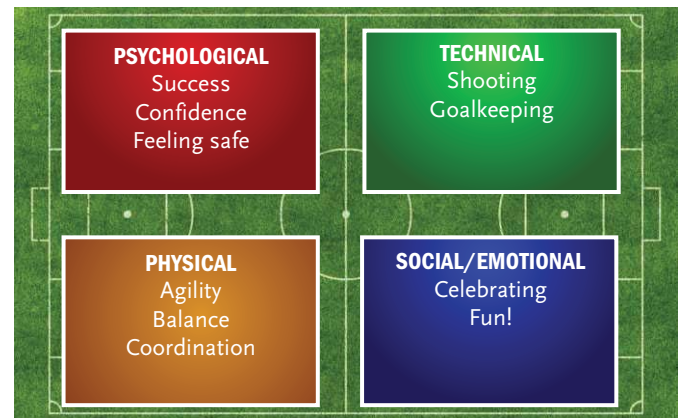 PSYCHOLOGICAL
Success
Confidence
Feeling safe
TECHNICAL
Shooting
Goalkeeping
PHYSICAL
Agility
Balance
Coordination
SOCIAL/EMOTIONAL
Celebrating
Fun!